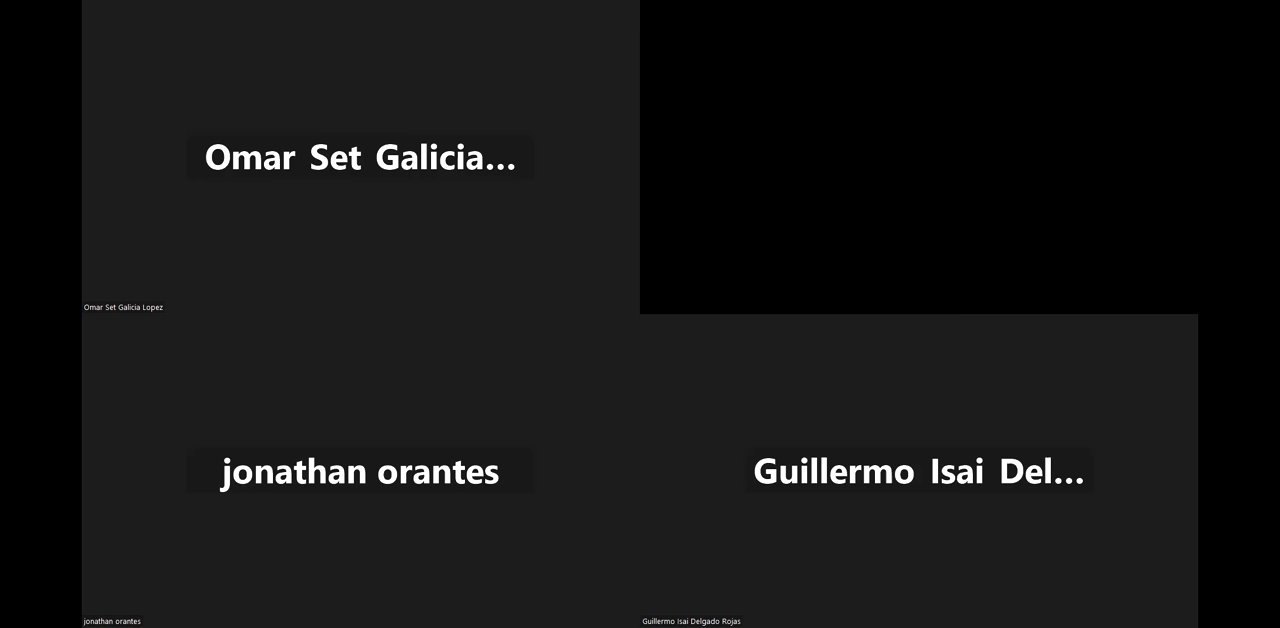 Omar Set Galicia...
Omar Set Galicia Lopez
jonathan orantes
Guillermo Isai Del...
jonathan orantes
Guillermo Isai Delgado Rojas